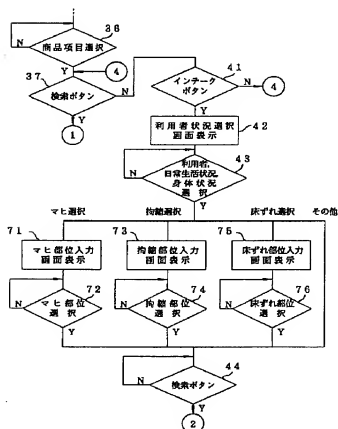 36
N
商品項目選択
Y
4
37
検索ボタン
N
Y
1
41
インテーク
ボタン
N
4
Y
利用者状況選択
画面表示
42
43
利用者,
日常生活状況,
身体状況
選択
N
マヒ選択
拘縮選択
床ずれ選択
その他
71
マヒ部位入力
画面表示
73
拘縮部位入力
画面表示
75
床ずれ部位入力
画面表示
72
マヒ部位
選択
N
Y
74
拘縮部位
選択
N
Y
76
床ずれ部位
選択
N
Y
44
検索ボタン
N
Y
2